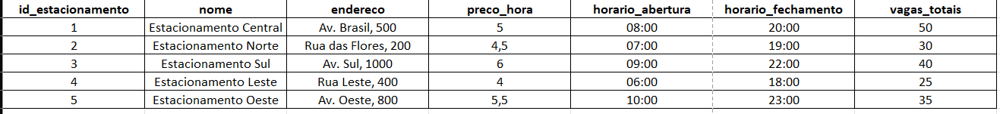 id_estacionamento nome endereco preco_hora horario_abertura horario_fechamento vagas_totais
1 Estacionamento Central Av. Brasil, 500 5 08:00 20:00 50
2 Estacionamento Norte Rua das Flores, 200 4,5 07:00 19:00 30
3 Estacionamento Sul Av. Sul, 1000 6 09:00 22:00 40
4 Estacionamento Leste Rua Leste, 400 4 06:00 18:00 25
5 Estacionamento Oeste Av. Oeste, 800 5,5 10:00 23:00 35